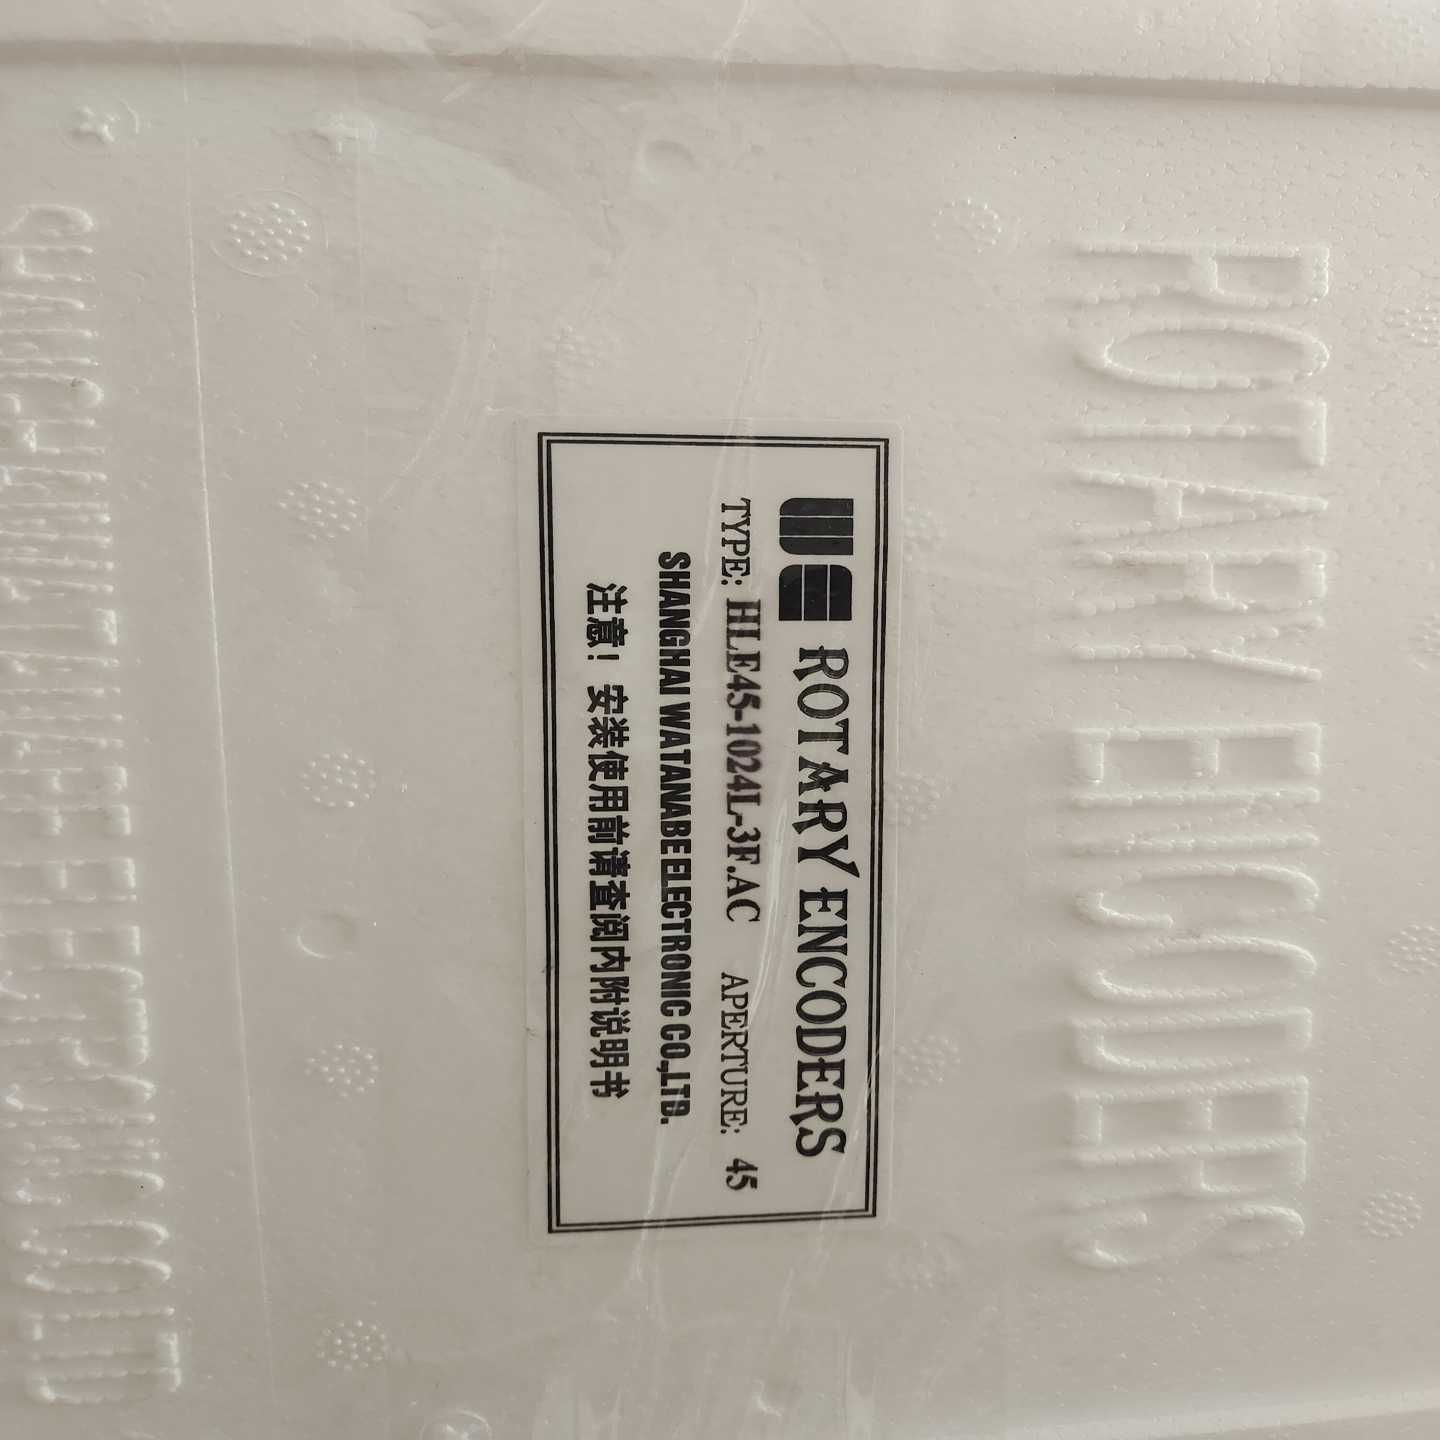 ROTARY ENCODERS
WE ROTARY ENCODERS
TYPE: HLE45-1024L-3F.AC APERTURE: 45
SHANGHAI WATANABE ELECTRONIC CO.,LTD.
注意！安装使用前请查阅内附说明书